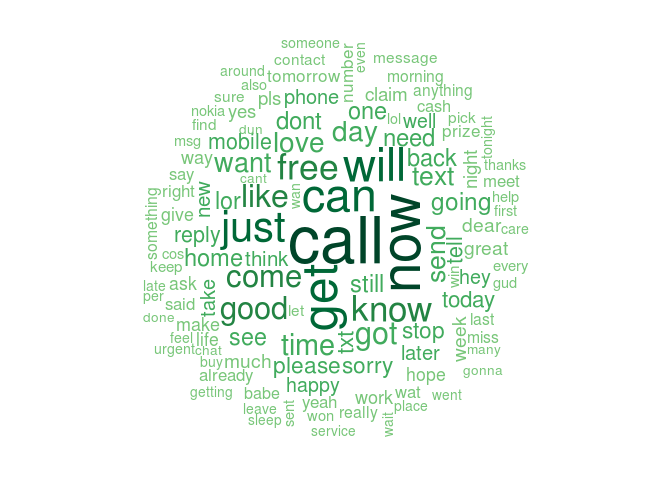 someone
contact
even
message
around
tomorrow
number
morning
also
sure
pls
phone
claim
anything
nokia
yes
one
cash
find
dun
dont
lol
well
pick
msg
mobile
love
day
need
prize
tonight
way
want
free
will
back
thanks
say
cant
text
night
meet
right
new
lor
like
wan
can
now
going
help
something
give
just
call
dear
first
care
reply
send
tell
cos
home
think
great
keep
come
get
still
win
hey
every
late
ask
take
gud
per
said
good
let
know
today
done
make
txt
got
stop
week
last
feel
life
see
miss
urgent
chat
time
later
many
buy
much
please
sorry
gonna
already
happy
hope
getting
babe
work
wat
went
leave
sent
yeah
really
place
sleep
won
wait
service